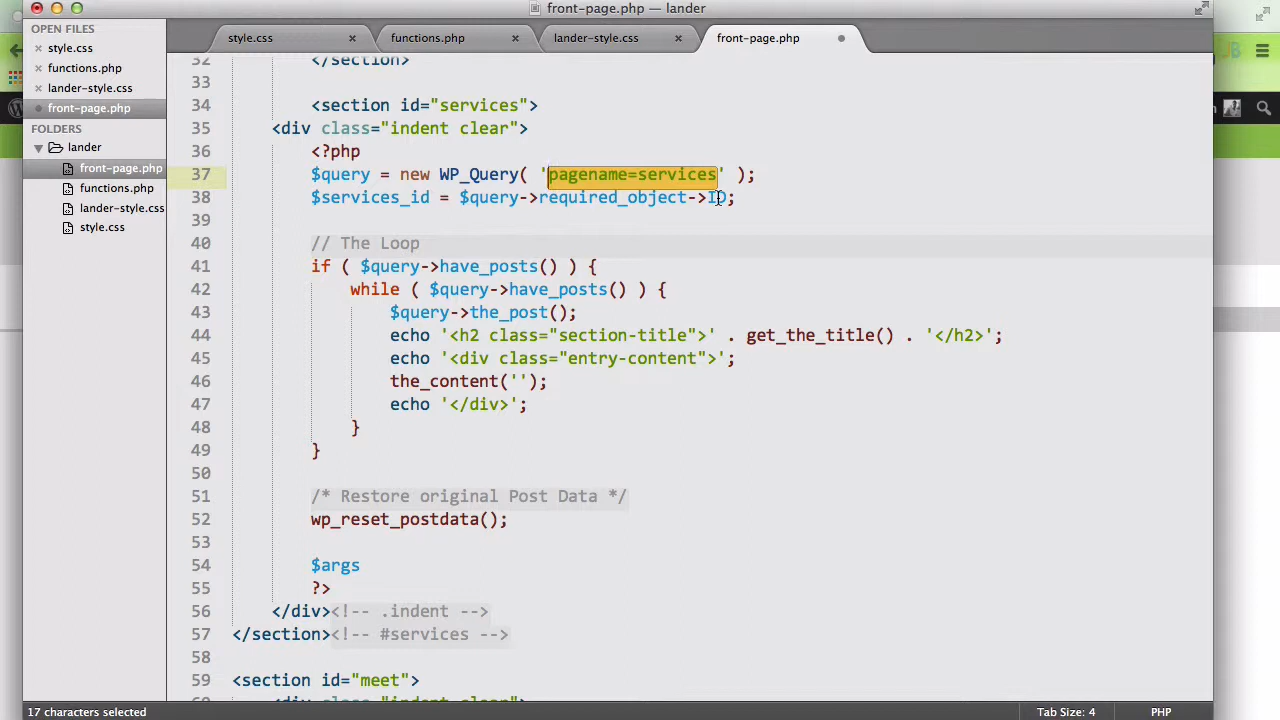 front-page.php — lander
OPEN FILES
style.css
functions.php
lander-style.css
front-page.php
FOLDERS
lander
front-page.php
functions.php
lander-style.css
style.css
style.css
functions.php
lander-style.css
front-page.php
32 </section>
33
34 <section id="services">
35 <div class="indent clear">
36 <?php
37 $query = new WP_Query( 'pagename=services' );
38 $services_id = $query->required_object->ID;
39
40 // The Loop
41 if ( $query->have_posts() ) {
42 while ( $query->have_posts() ) {
43 $query->the_post();
44 echo '<h2 class="section-title">' . get_the_title() . '</h2>';
45 echo '<div class="entry-content">';
46 the_content('');
47 echo '</div>';
48 }
49 }
50
51 /* Restore original Post Data */
52 wp_reset_postdata();
53
54 $args
55 ?>
56 </div><!-- .indent -->
57 </section><!-- #services -->
58
59 <section id="meet">
60 <div class="indent clear">
17 characters selected
Tab Size: 4
PHP